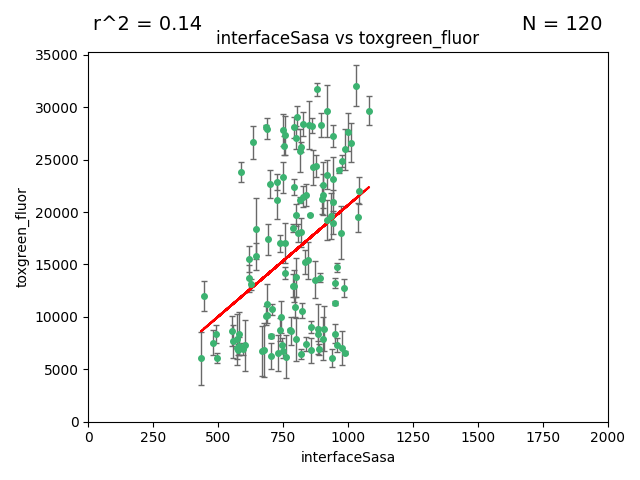 r^2 = 0.14
N = 120
interfaceSasa vs toxgreen_fluor
35000
30000
25000
20000
15000
10000
5000
0
toxgreen_fluor
0 250 500 750 1000 1250 1500 1750 2000
interfaceSasa